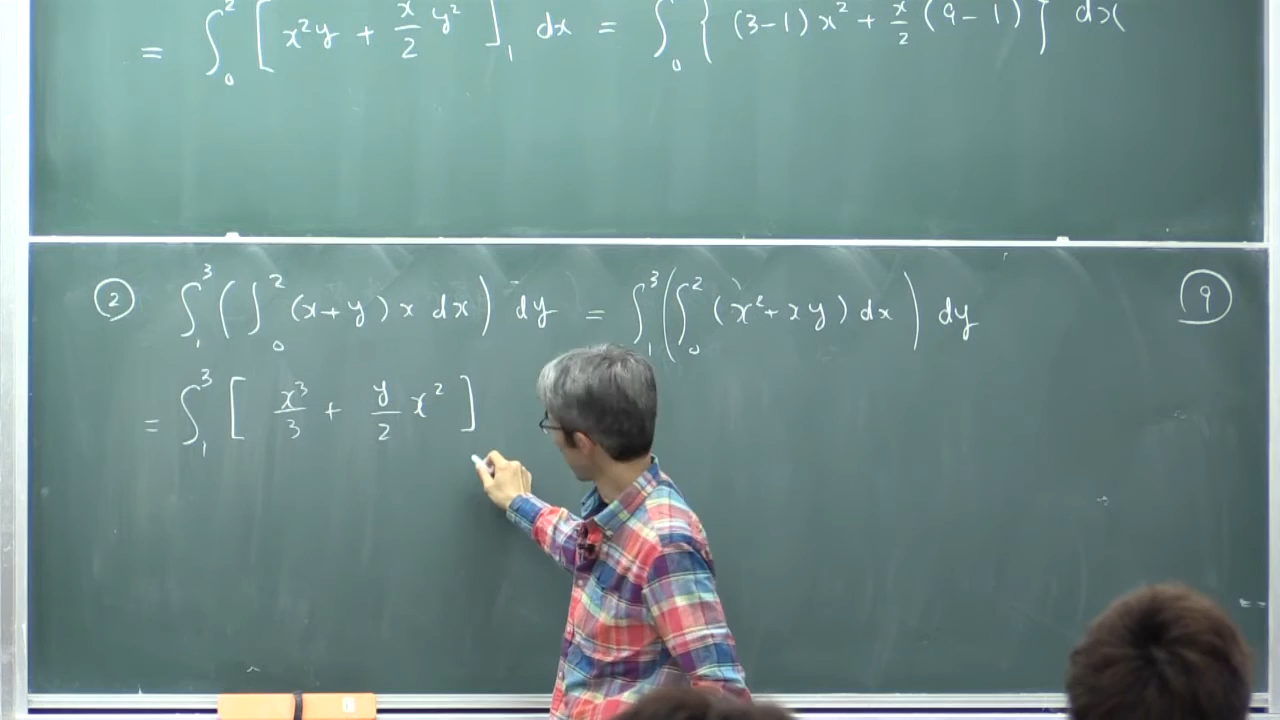 = ∫₀² [ x²y + x/2 y² ]₁ dx = ∫₀ { (3-1) x² + x/2 (9-1) } dx
② ∫₁³ ( ∫₀² (x+y) x dx ) dy = ∫₁³ ( ∫₀² (x²+xy) dx ) dy
⑨
= ∫₁³ [ x³/3 + y/2 x² ]